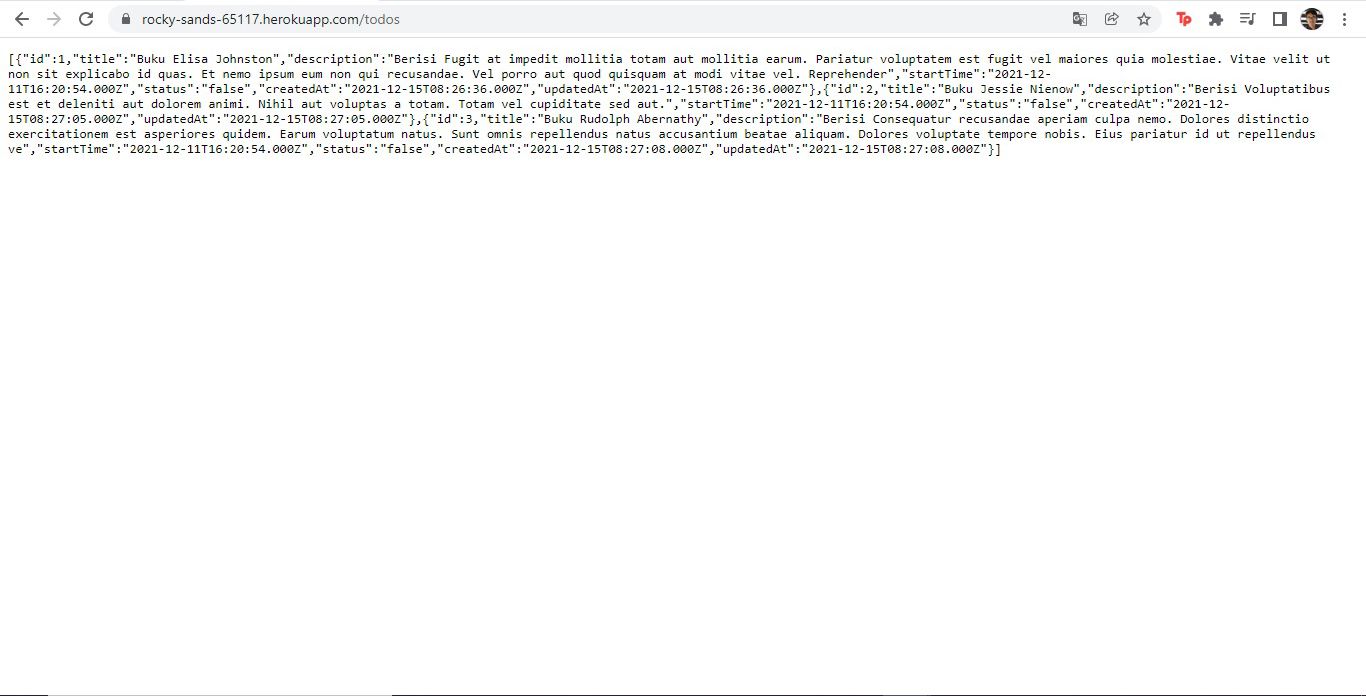 rocky-sands-65117.herokuapp.com/todos
Tp
[{"id":1,"title":"Buku Elisa Johnston","description":"Berisi Fugit at impedit mollitia totam aut mollitia earum. Pariatur voluptatem est fugit vel maiores quia molestiae. Vitae velit ut
non sit explicabo id quas. Et nemo ipsum eum non qui recusandae. Vel porro aut quod quisquam at modi vitae vel. Reprehender","startTime":"2021-12-
11T16:20:54.000Z","status":"false","createdAt":"2021-12-15T08:26:36.000Z","updatedAt":"2021-12-15T08:26:36.000Z"},{"id":2,"title":"Buku Jessie Nienow","description":"Berisi Voluptatibus
est et deleniti aut dolorem animi. Nihil aut voluptas a totam. Totam vel cupiditate sed aut.","startTime":"2021-12-11T16:20:54.000Z","status":"false","createdAt":"2021-12-
15T08:27:05.000Z","updatedAt":"2021-12-15T08:27:05.000Z"},{"id":3,"title":"Buku Rudolph Abernathy","description":"Berisi Consequatur recusandae aperiam culpa nemo. Dolores distinctio
exercitationem est asperiores quidem. Earum voluptatum natus. Sunt omnis repellendus natus accusantium beatae aliquam. Dolores voluptate tempore nobis. Eius pariatur id ut repellendus
ve","startTime":"2021-12-11T16:20:54.000Z","status":"false","createdAt":"2021-12-15T08:27:08.000Z","updatedAt":"2021-12-15T08:27:08.000Z"}]